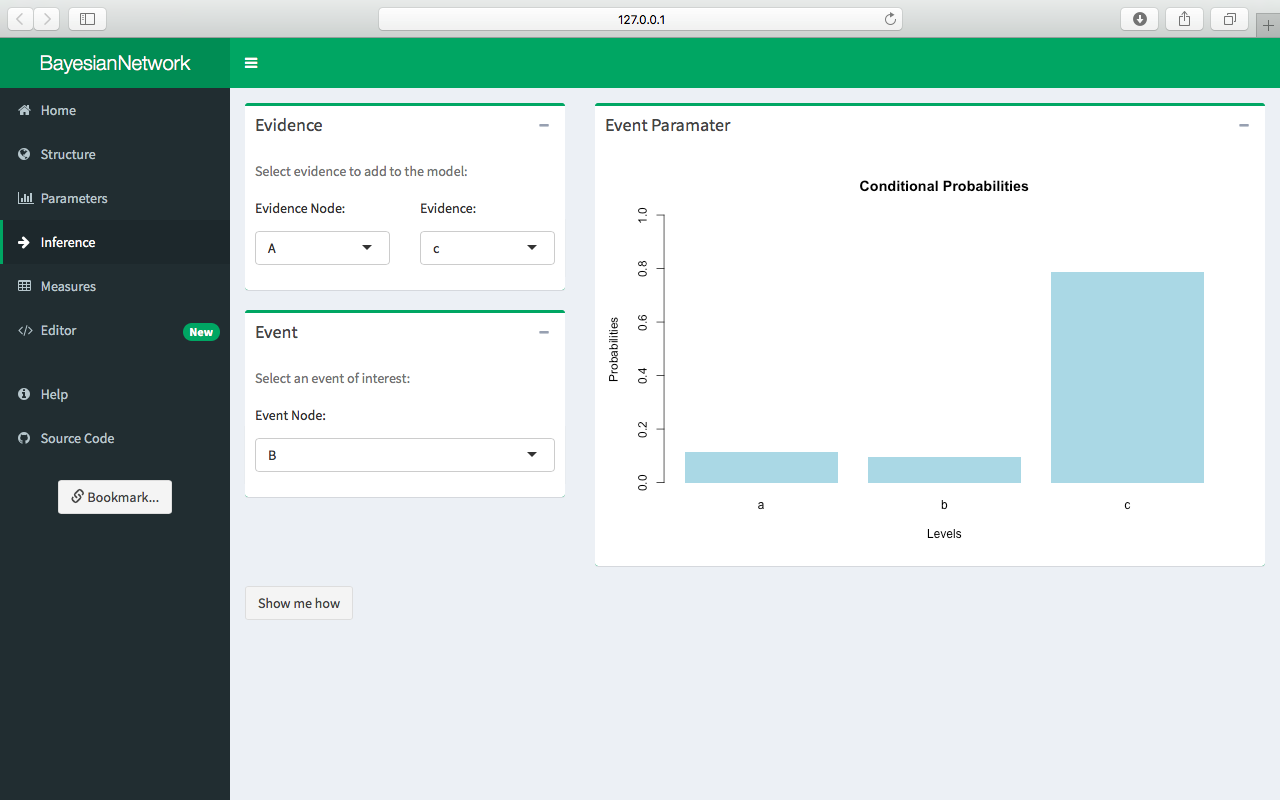 127.0.0.1
BayesianNetwork
Home
Structure
Parameters
Inference
Measures
Editor New
Help
Source Code
Bookmark...
Evidence
Select evidence to add to the model:
Evidence Node: Evidence:
A c
Event
Select an event of interest:
Event Node:
B
Show me how
Event Paramater
Conditional Probabilities
Probabilities
1.0
0.8
0.6
0.4
0.2
0.0
a b c
Levels